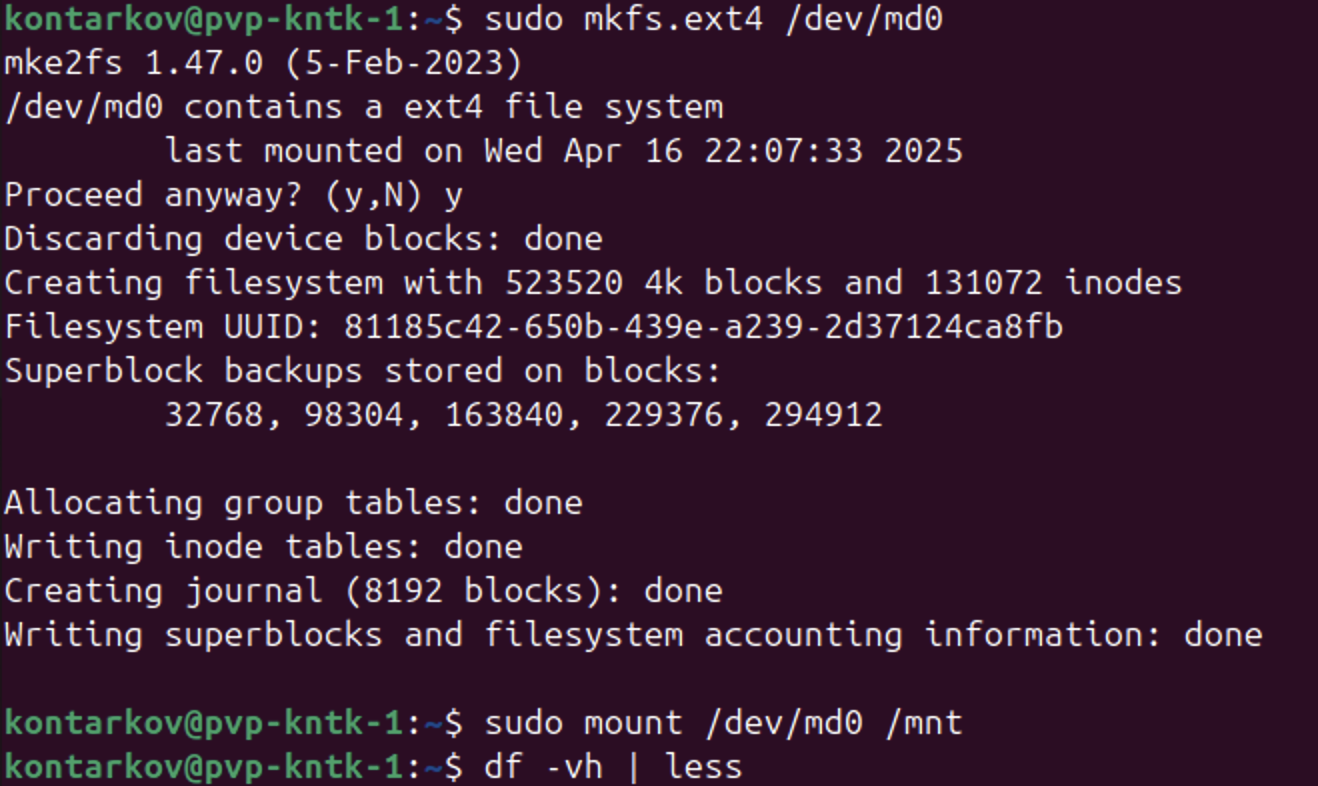 kontarkov@pvp-kntk-1:~$ sudo mkfs.ext4 /dev/md0
mke2fs 1.47.0 (5-Feb-2023)
/dev/md0 contains a ext4 file system
        last mounted on Wed Apr 16 22:07:33 2025
Proceed anyway? (y,N) y
Discarding device blocks: done
Creating filesystem with 523520 4k blocks and 131072 inodes
Filesystem UUID: 81185c42-650b-439e-a239-2d37124ca8fb
Superblock backups stored on blocks:
        32768, 98304, 163840, 229376, 294912

Allocating group tables: done
Writing inode tables: done
Creating journal (8192 blocks): done
Writing superblocks and filesystem accounting information: done

kontarkov@pvp-kntk-1:~$ sudo mount /dev/md0 /mnt
kontarkov@pvp-kntk-1:~$ df -vh | less